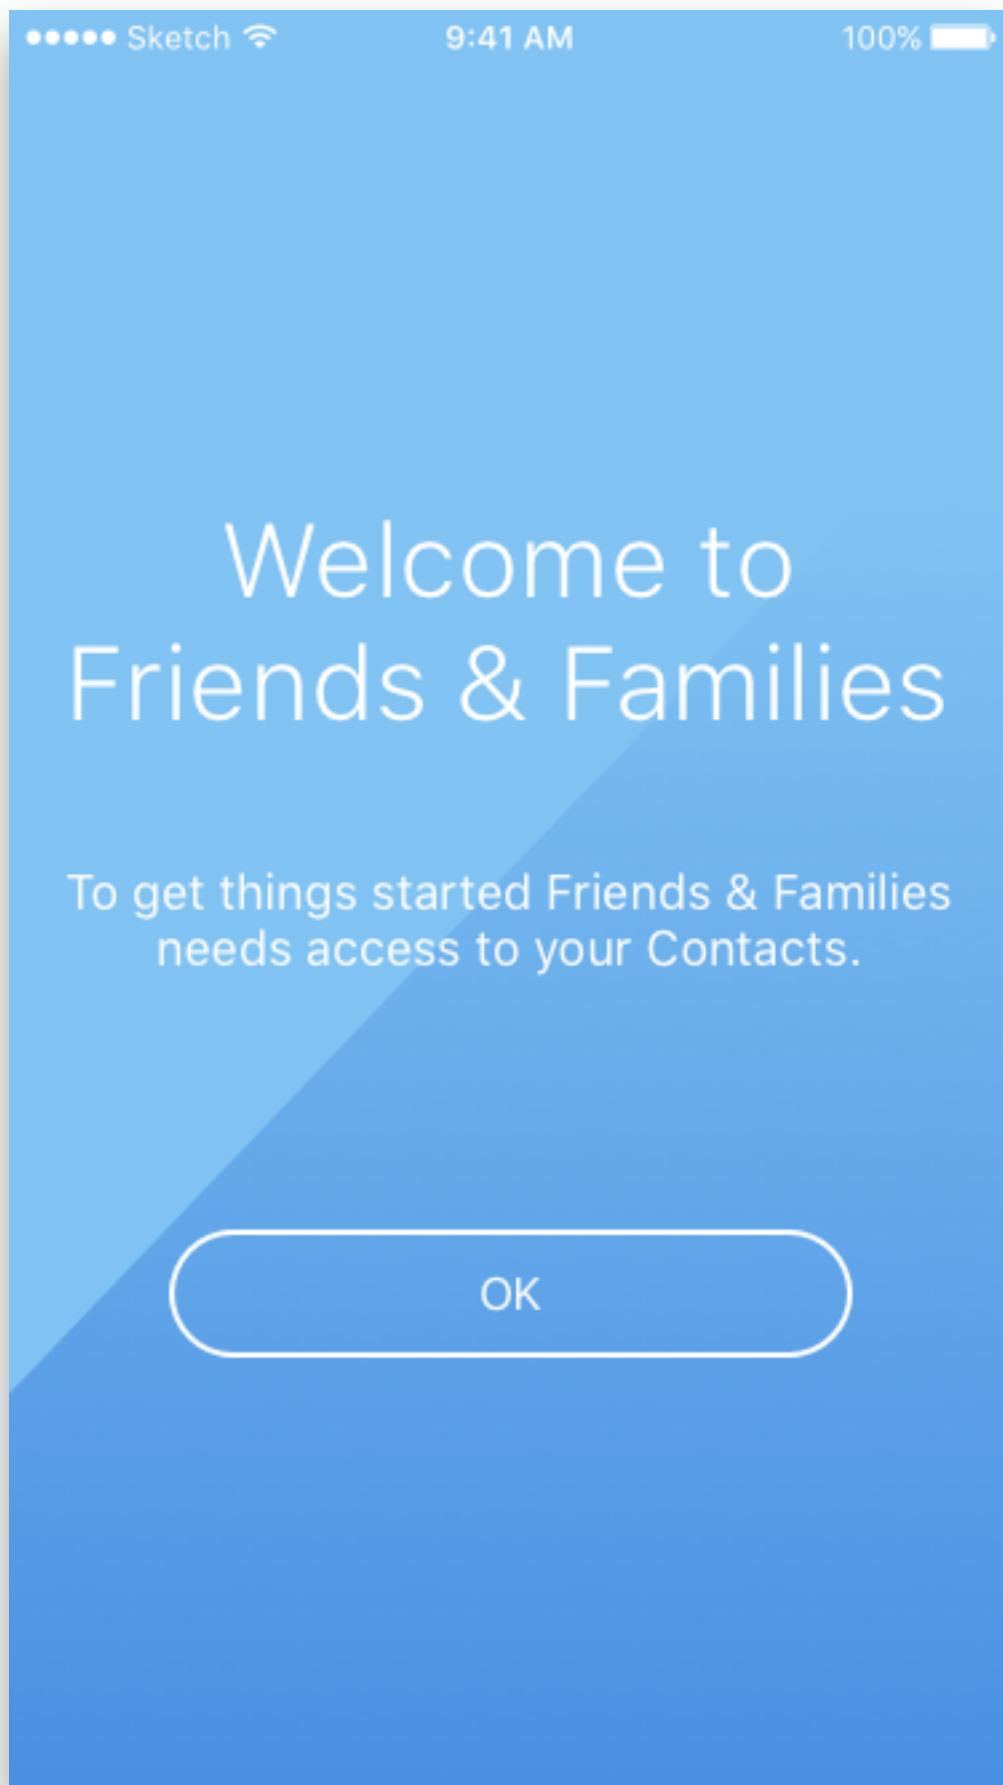 Sketch 9:41 AM 100%
Welcome to
Friends & Families
To get things started Friends & Families
needs access to your Contacts.
OK